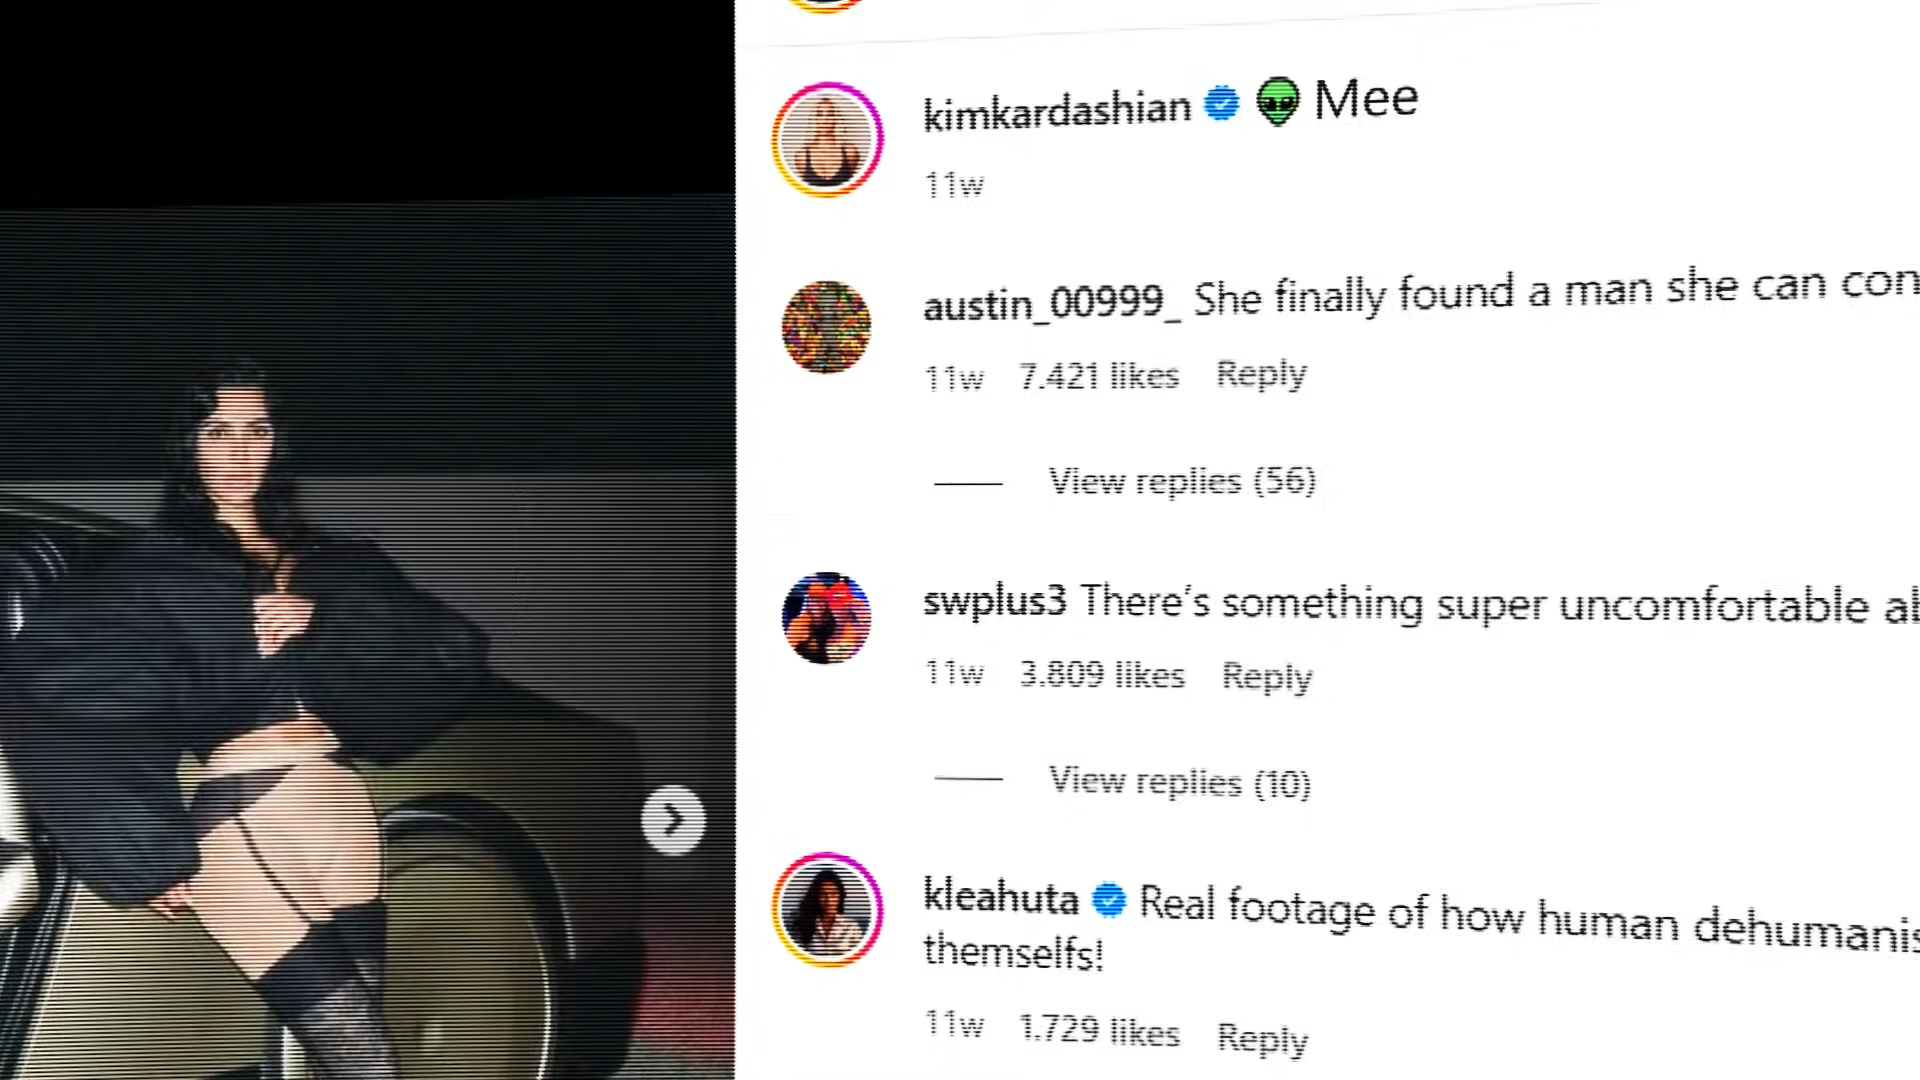 kimkardashian 👽 Mee
11w
austin_00999_ She finally found a man she can con
11w 7.421 likes Reply
View replies (56)
swplus3 There's something super uncomfortable
11w 3.809 likes Reply
View replies (10)
kleahuta Real footage of how human dehumanis
themselfs!
11w 1.729 likes Reply